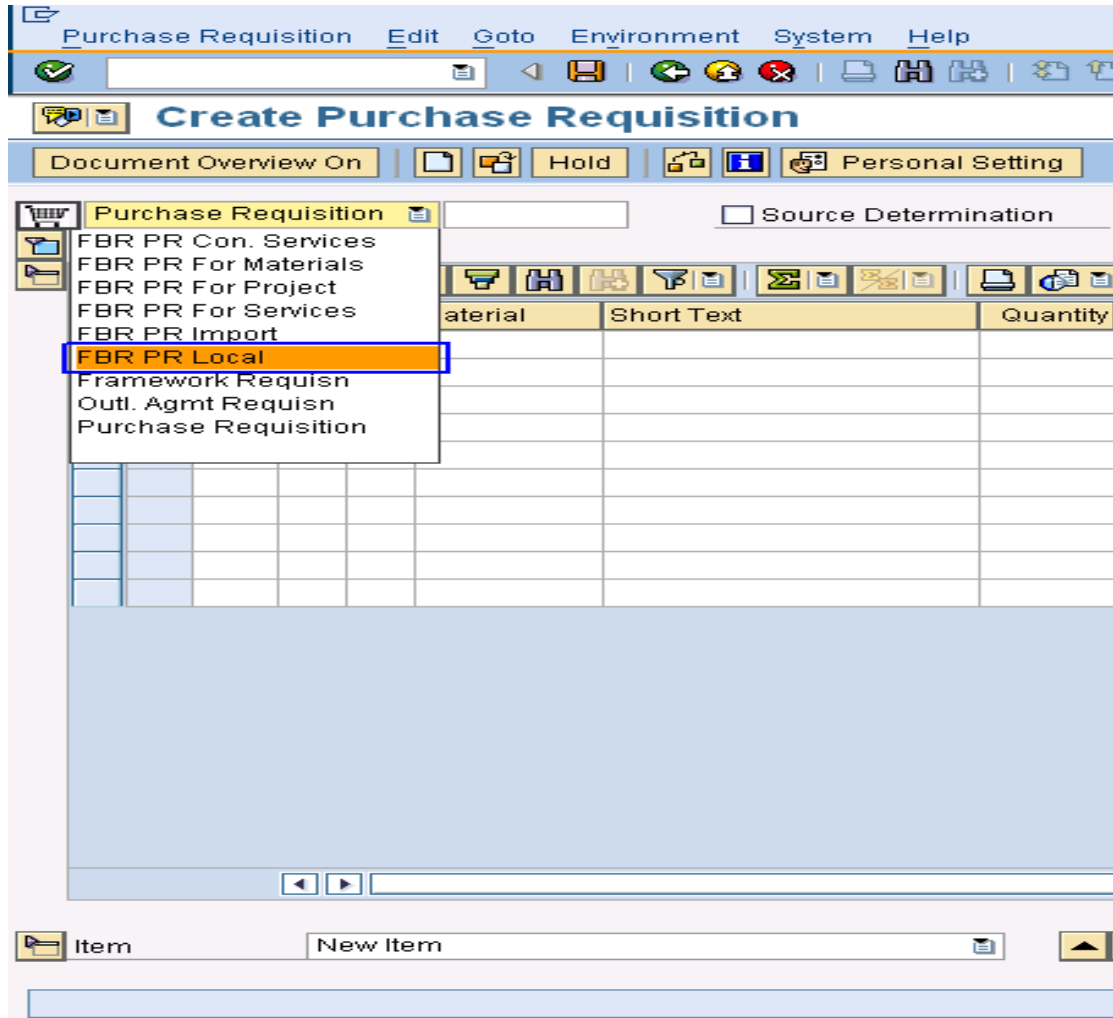 Purchase Requisition Edit Goto Environment System Help
Create Purchase Requisition
Document Overview On Hold Personal Setting
Purchase Requisition Source Determination
FBR PR Con. Services
FBR PR For Materials
FBR PR For Project
FBR PR For Services
aterial Short Text Quantity
FBR PR Import
FBR PR Local
Framework Requisn
Outl. Agmt Requisn
Purchase Requisition
Item New Item